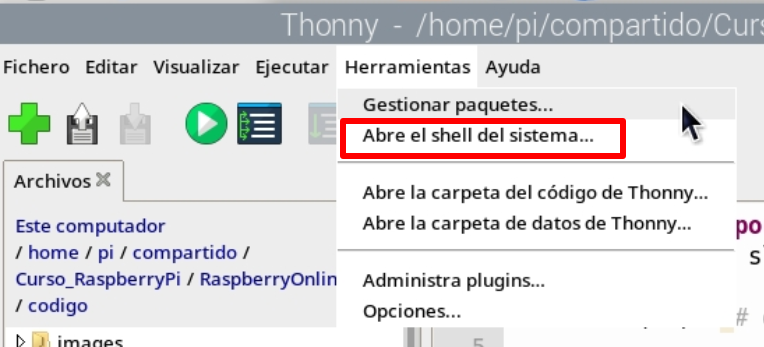 Thonny - /home/pi/compartido/Curs
Fichero Editar Visualizar Ejecutar Herramientas Ayuda
Gestionar paquetes...
Abre el shell del sistema...
Abre la carpeta del código de Thonny...
Abre la carpeta de datos de Thonny...
Administra plugins...
Opciones...
Archivos
Este computador
/ home / pi / compartido /
Curso_RaspberryPi / RaspberryOnlin
/ codigo
images
po
s
#
5